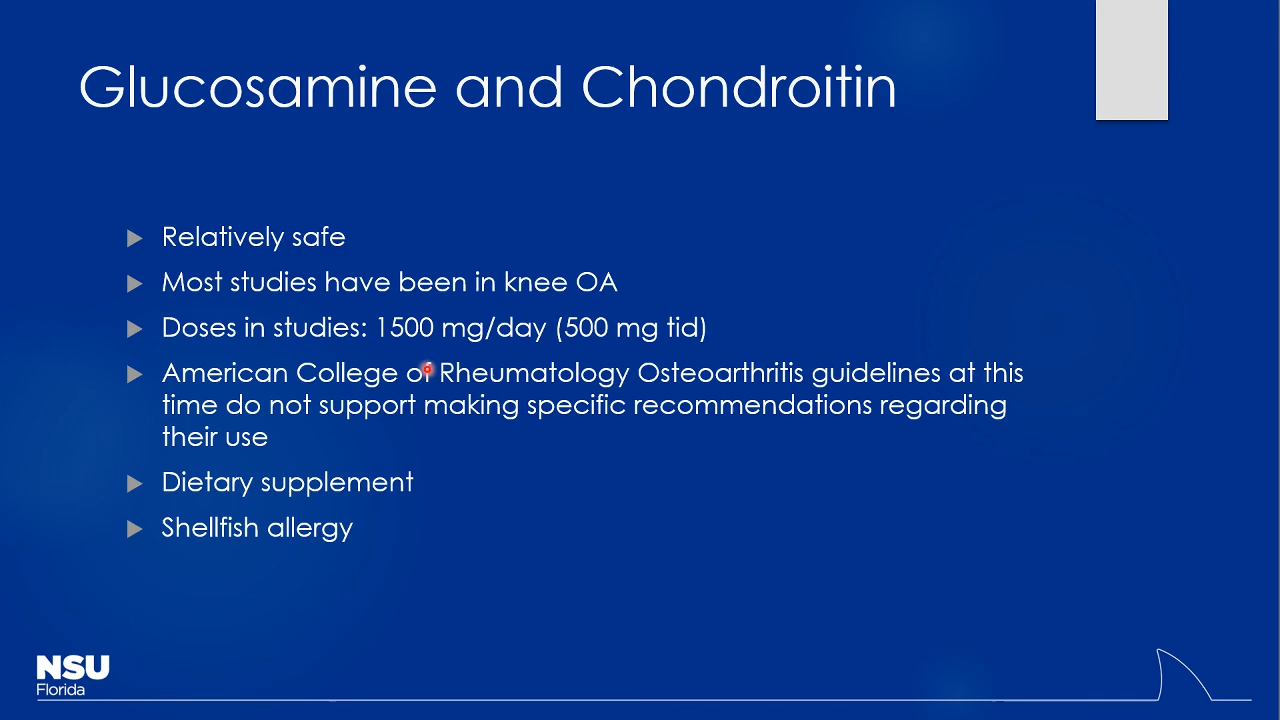 Glucosamine and Chondroitin
Relatively safe
Most studies have been in knee OA
Doses in studies: 1500 mg/day (500 mg tid)
American College of Rheumatology Osteoarthritis guidelines at this
time do not support making specific recommendations regarding
their use
Dietary supplement
Shellfish allergy
NSU
Florida